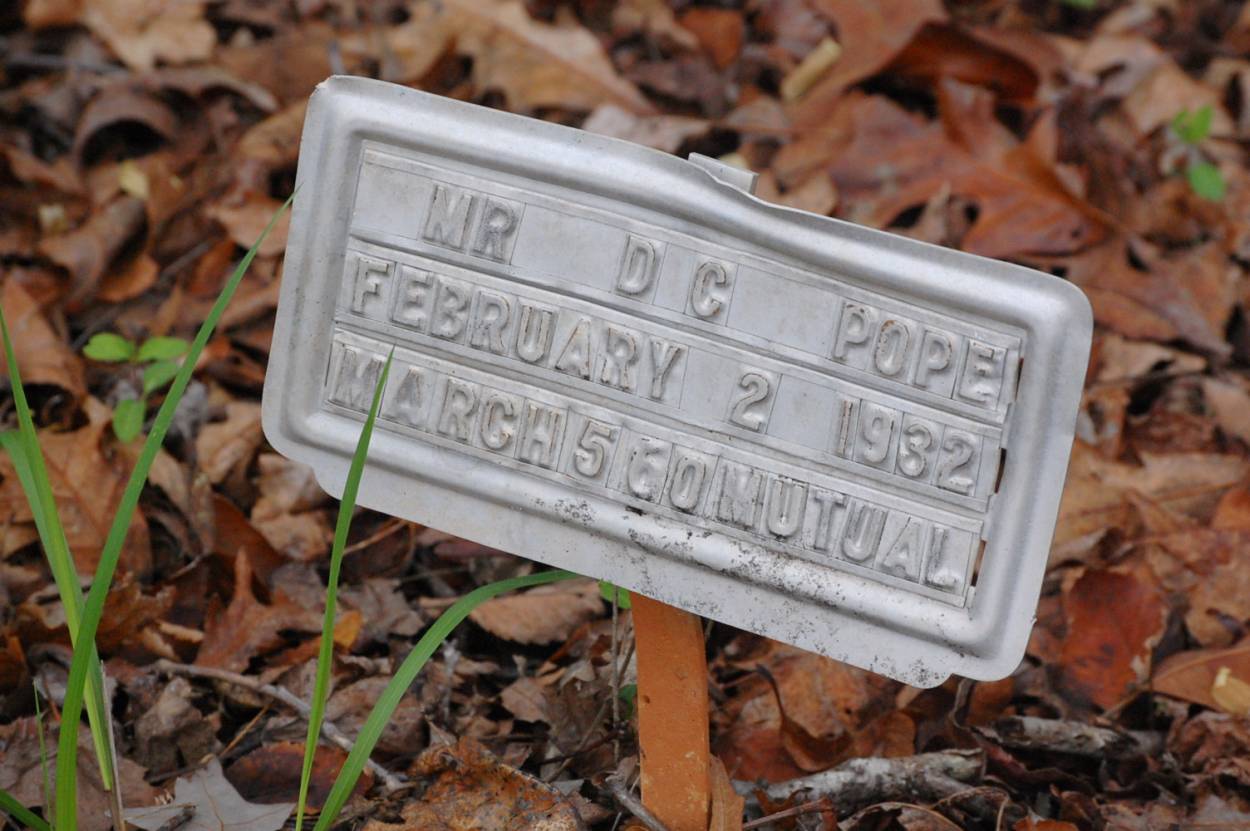 MR D C POPE
FEBRUARY 2 1932
MARCH 5 60 MUTUAL